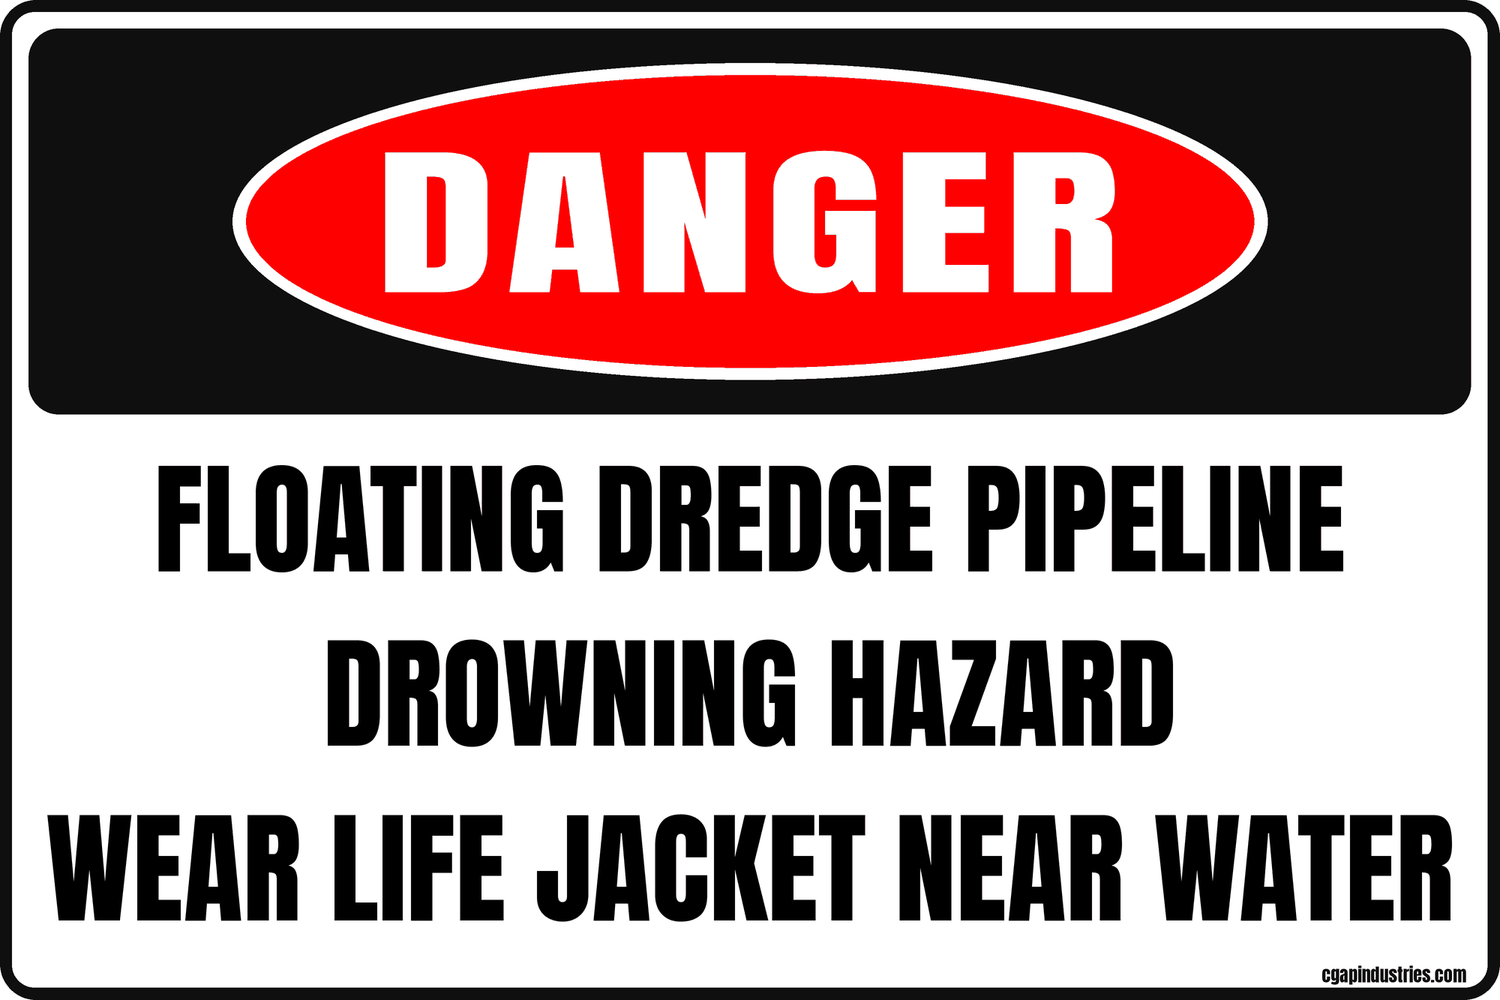 DANGER
FLOATING DREDGE PIPELINE
DROWNING HAZARD
WEAR LIFE JACKET NEAR WATER
cgapindustries.com